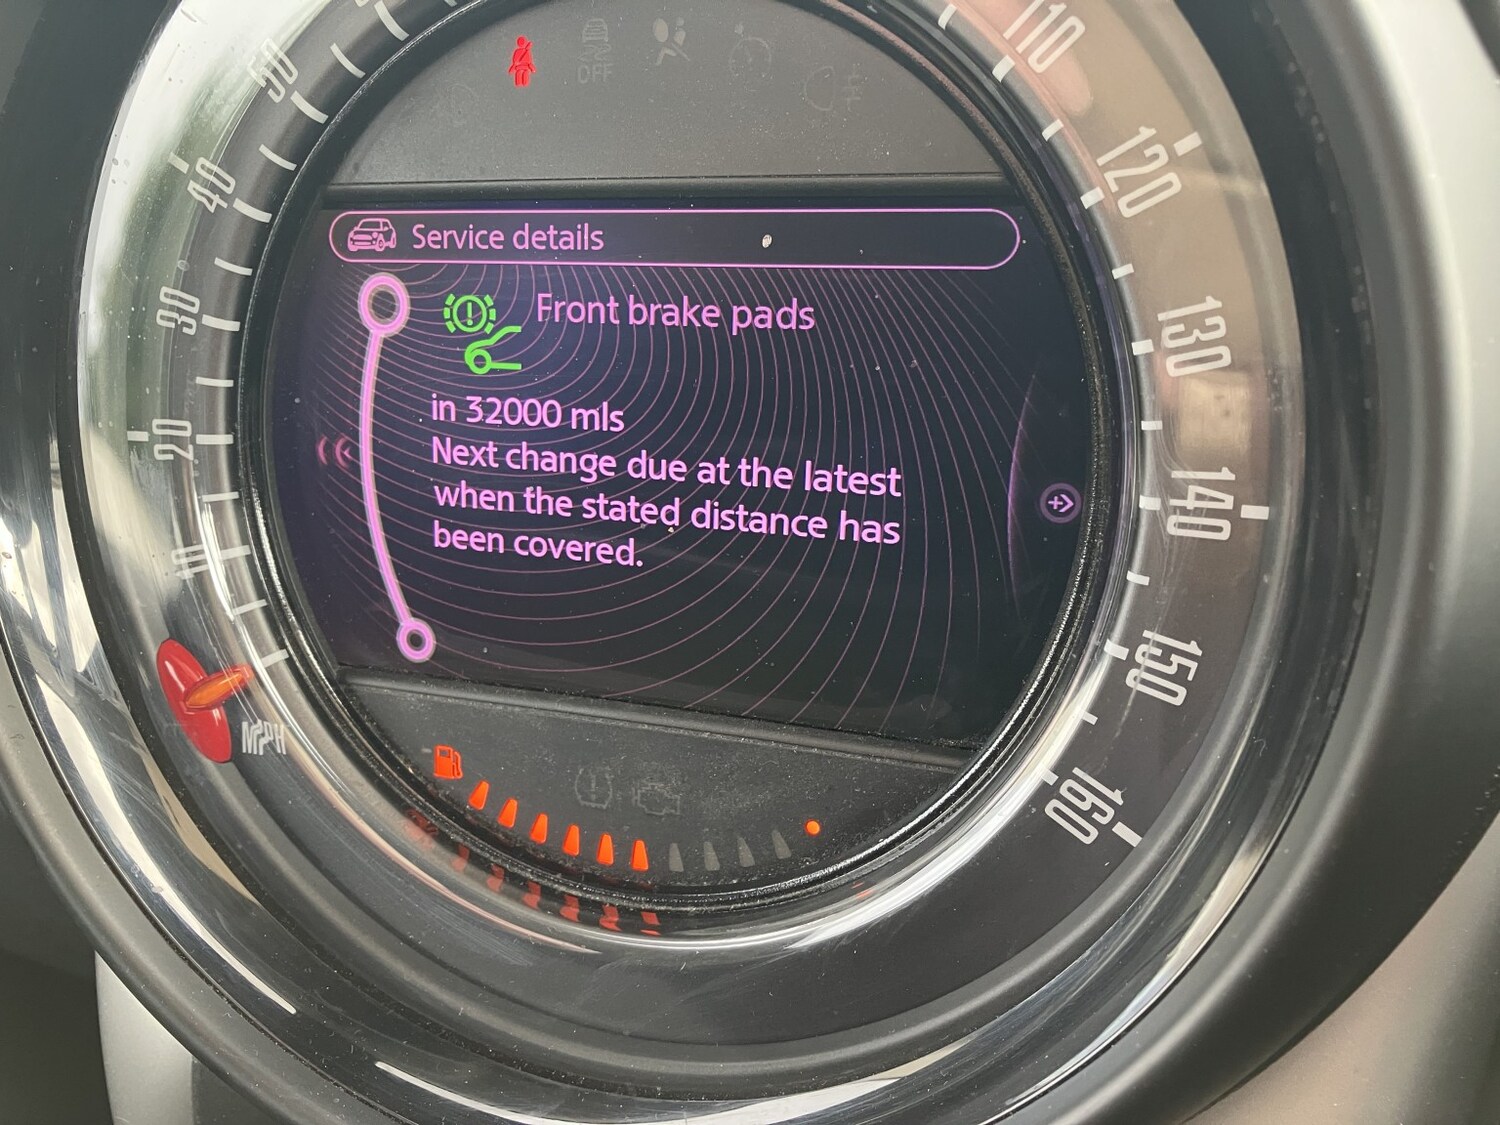 OFF
Service details
Front brake pads
in 32000 mls
Next change due at the latest
when the stated distance has
been covered.
10
20
30
40
50
110
120
130
140
150
160
MPH